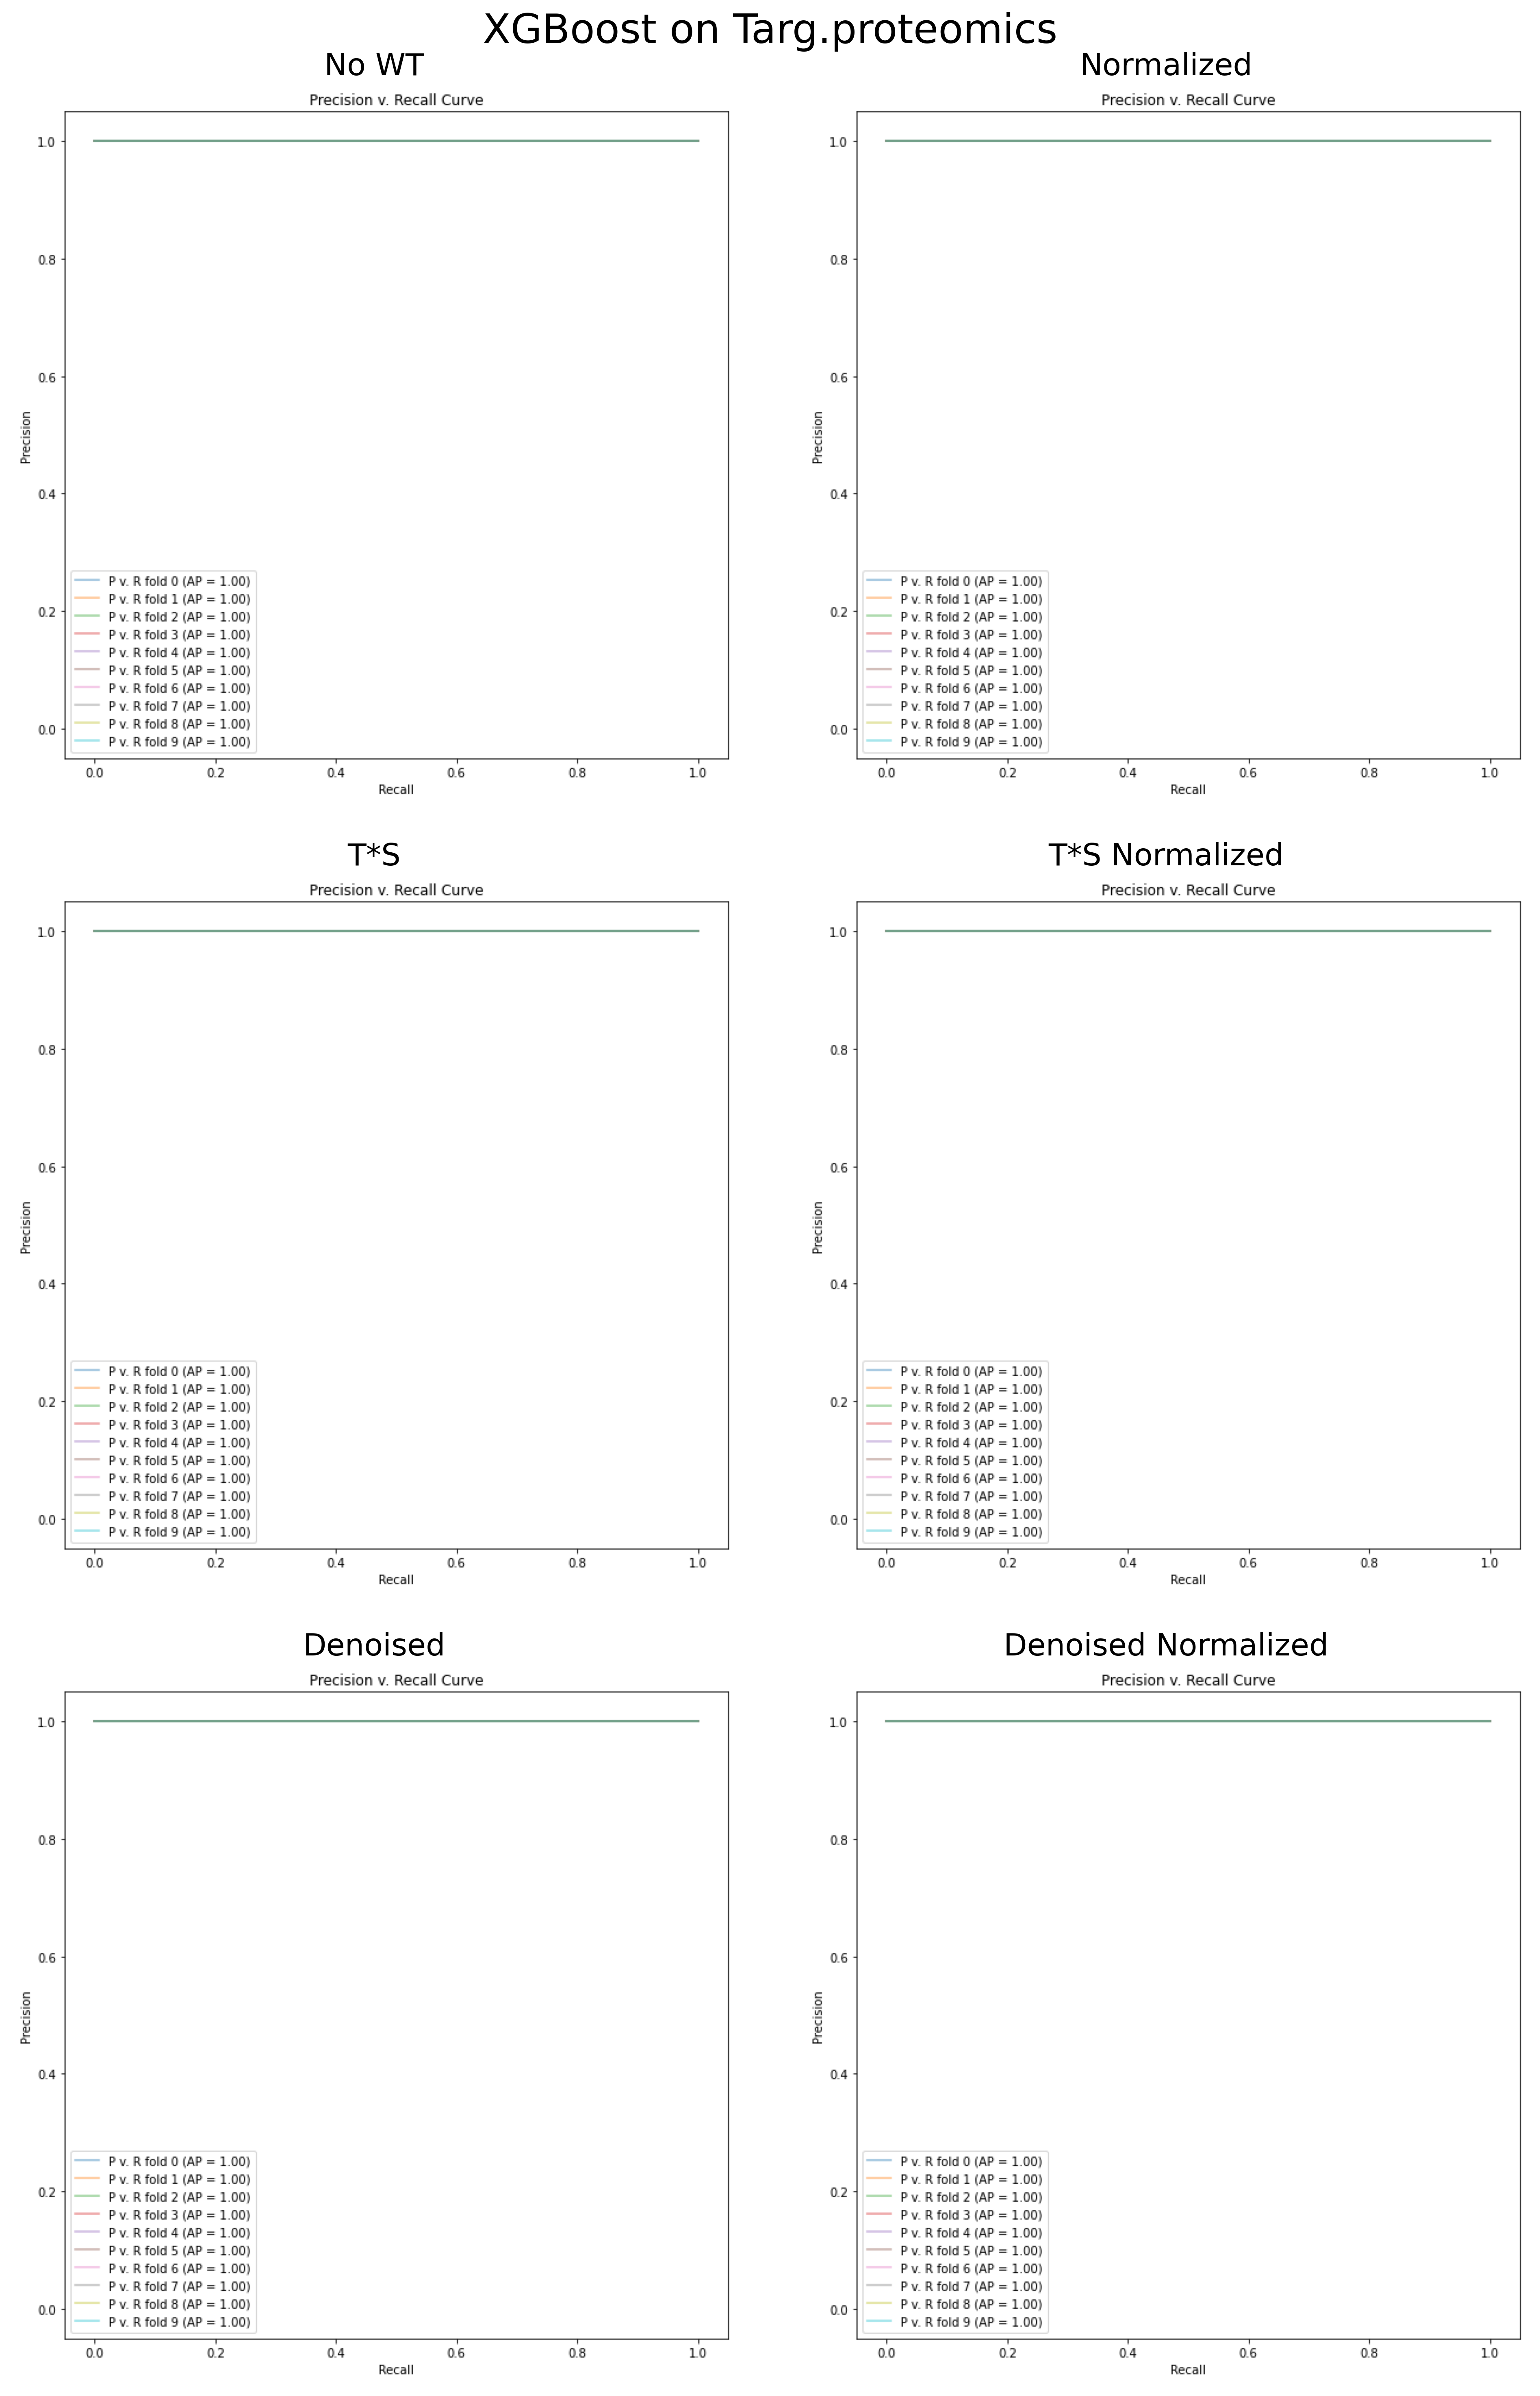 XGBoost on Targ.proteomics
No WT
Precision v. Recall Curve
1.0
0.8
0.6
0.4
0.2
0.0
Precision
P v. R fold 0 (AP = 1.00)
P v. R fold 1 (AP = 1.00)
P v. R fold 2 (AP = 1.00)
P v. R fold 3 (AP = 1.00)
P v. R fold 4 (AP = 1.00)
P v. R fold 5 (AP = 1.00)
P v. R fold 6 (AP = 1.00)
P v. R fold 7 (AP = 1.00)
P v. R fold 8 (AP = 1.00)
P v. R fold 9 (AP = 1.00)
0.0 0.2 0.4 0.6 0.8 1.0
Recall
Normalized
Precision v. Recall Curve
1.0
0.8
0.6
0.4
0.2
0.0
Precision
P v. R fold 0 (AP = 1.00)
P v. R fold 1 (AP = 1.00)
P v. R fold 2 (AP = 1.00)
P v. R fold 3 (AP = 1.00)
P v. R fold 4 (AP = 1.00)
P v. R fold 5 (AP = 1.00)
P v. R fold 6 (AP = 1.00)
P v. R fold 7 (AP = 1.00)
P v. R fold 8 (AP = 1.00)
P v. R fold 9 (AP = 1.00)
0.0 0.2 0.4 0.6 0.8 1.0
Recall
T*S
Precision v. Recall Curve
1.0
0.8
0.6
0.4
0.2
0.0
Precision
P v. R fold 0 (AP = 1.00)
P v. R fold 1 (AP = 1.00)
P v. R fold 2 (AP = 1.00)
P v. R fold 3 (AP = 1.00)
P v. R fold 4 (AP = 1.00)
P v. R fold 5 (AP = 1.00)
P v. R fold 6 (AP = 1.00)
P v. R fold 7 (AP = 1.00)
P v. R fold 8 (AP = 1.00)
P v. R fold 9 (AP = 1.00)
0.0 0.2 0.4 0.6 0.8 1.0
Recall
T*S Normalized
Precision v. Recall Curve
1.0
0.8
0.6
0.4
0.2
0.0
Precision
P v. R fold 0 (AP = 1.00)
P v. R fold 1 (AP = 1.00)
P v. R fold 2 (AP = 1.00)
P v. R fold 3 (AP = 1.00)
P v. R fold 4 (AP = 1.00)
P v. R fold 5 (AP = 1.00)
P v. R fold 6 (AP = 1.00)
P v. R fold 7 (AP = 1.00)
P v. R fold 8 (AP = 1.00)
P v. R fold 9 (AP = 1.00)
0.0 0.2 0.4 0.6 0.8 1.0
Recall
Denoised
Precision v. Recall Curve
1.0
0.8
0.6
0.4
0.2
0.0
Precision
P v. R fold 0 (AP = 1.00)
P v. R fold 1 (AP = 1.00)
P v. R fold 2 (AP = 1.00)
P v. R fold 3 (AP = 1.00)
P v. R fold 4 (AP = 1.00)
P v. R fold 5 (AP = 1.00)
P v. R fold 6 (AP = 1.00)
P v. R fold 7 (AP = 1.00)
P v. R fold 8 (AP = 1.00)
P v. R fold 9 (AP = 1.00)
0.0 0.2 0.4 0.6 0.8 1.0
Recall
Denoised Normalized
Precision v. Recall Curve
1.0
0.8
0.6
0.4
0.2
0.0
Precision
P v. R fold 0 (AP = 1.00)
P v. R fold 1 (AP = 1.00)
P v. R fold 2 (AP = 1.00)
P v. R fold 3 (AP = 1.00)
P v. R fold 4 (AP = 1.00)
P v. R fold 5 (AP = 1.00)
P v. R fold 6 (AP = 1.00)
P v. R fold 7 (AP = 1.00)
P v. R fold 8 (AP = 1.00)
P v. R fold 9 (AP = 1.00)
0.0 0.2 0.4 0.6 0.8 1.0
Recall